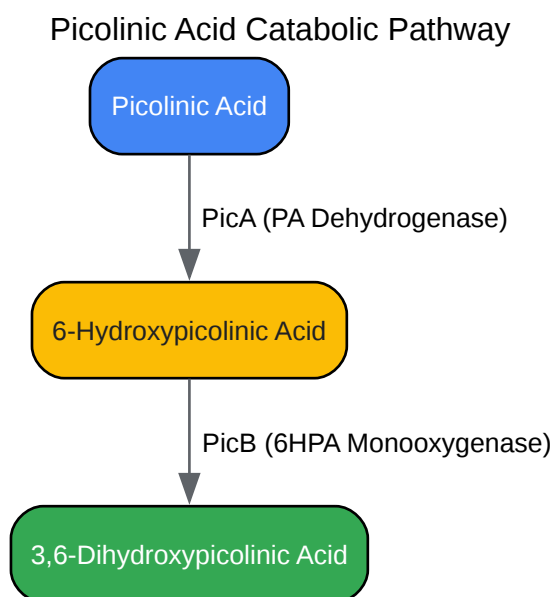 Picolinic Acid Catabolic Pathway
Picolinic Acid
PicA (PA Dehydrogenase)
6-Hydroxypicolinic Acid
PicB (6HPA Monooxygenase)
3,6-Dihydroxypicolinic Acid